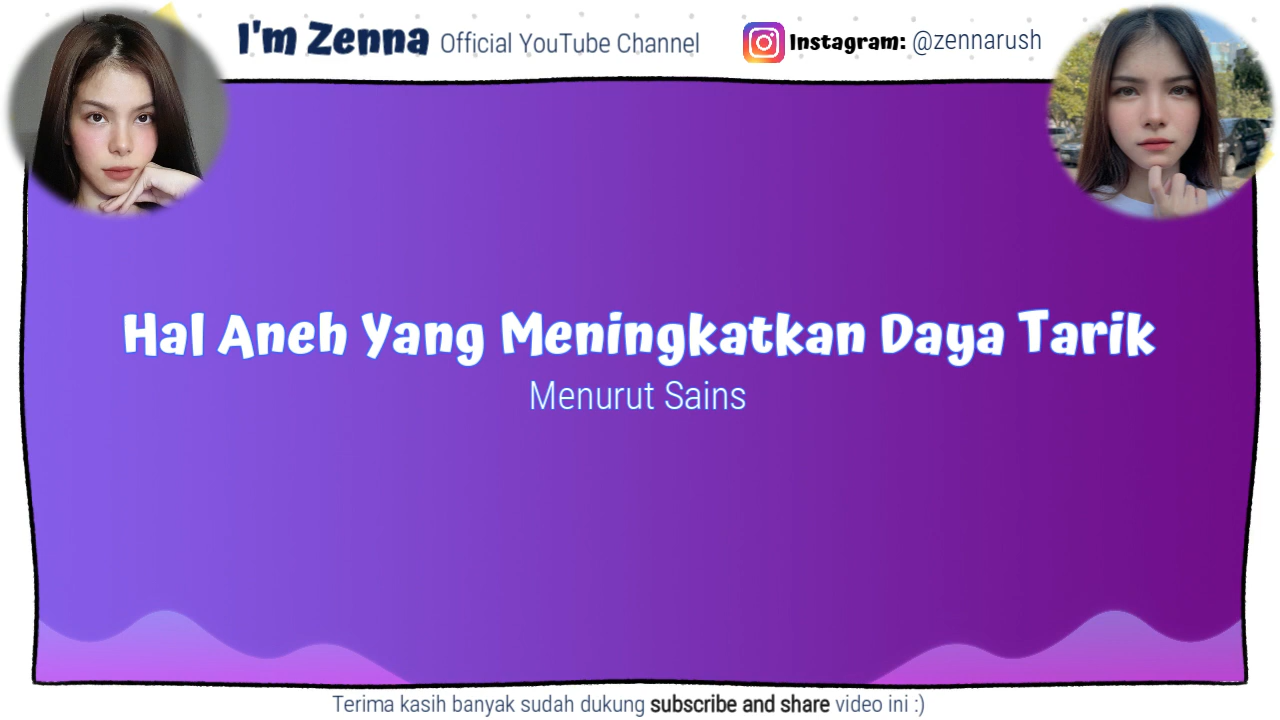 I'm Zenna Official YouTube Channel Instagram: @zennarush
Hal Aneh Yang Meningkatkan Daya Tarik
Menurut Sains
Terima kasih banyak sudah dukung subscribe and share video ini :)